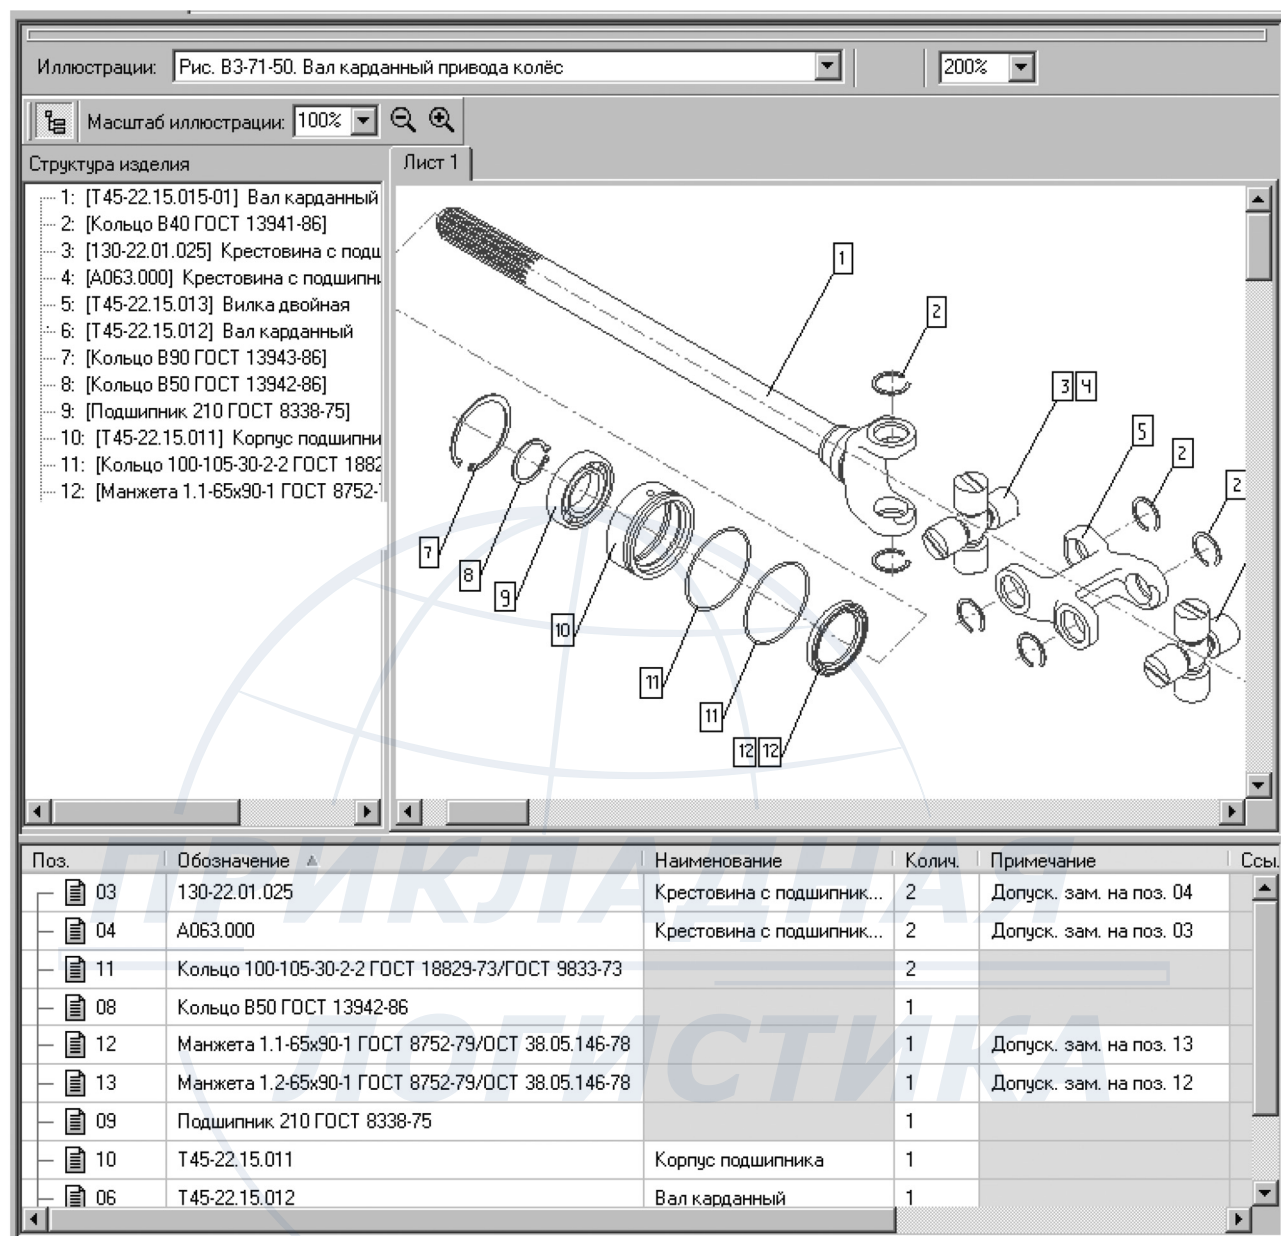 Иллюстрации: Рис. В3-71-50. Вал карданный привода колёс 200%
Масштаб иллюстрации: 100%
Структура изделия Лист 1
1: [Т45-22.15.015-01] Вал карданный
2: [Кольцо В40 ГОСТ 13941-86]
3: [130-22.01.025] Крестовина с подш
4: [А063.000] Крестовина с подшипни
5: [Т45-22.15.013] Вилка двойная
6: [Т45-22.15.012] Вал карданный
7: [Кольцо В90 ГОСТ 13943-86]
8: [Кольцо В50 ГОСТ 13942-86]
9: [Подшипник 210 ГОСТ 8338-75]
10: [Т45-22.15.011] Корпус подшипни
11: [Кольцо 100-105-30-2-2 ГОСТ 1882
12: [Манжета 1.1-65х90-1 ГОСТ 8752-
1
2
3 4
5
2
2
7
8
9
10
11
11
12 12
ПРИКЛАДНАЯ
ЛОГИСТИКА
Поз. Обозначение Наименование Колич. Примечание Ссы.
03 130-22.01.025 Крестовина с подшипник... 2 Допуск. зам. на поз. 04
04 А063.000 Крестовина с подшипник... 2 Допуск. зам. на поз. 03
11 Кольцо 100-105-30-2-2 ГОСТ 18829-73/ГОСТ 9833-73 2
08 Кольцо В50 ГОСТ 13942-86 1
12 Манжета 1.1-65х90-1 ГОСТ 8752-79/ОСТ 38.05.146-78 1 Допуск. зам. на поз. 13
13 Манжета 1.2-65х90-1 ГОСТ 8752-79/ОСТ 38.05.146-78 1 Допуск. зам. на поз. 12
09 Подшипник 210 ГОСТ 8338-75 1
10 Т45-22.15.011 Корпус подшипника 1
06 Т45-22.15.012 Вал карданный 1